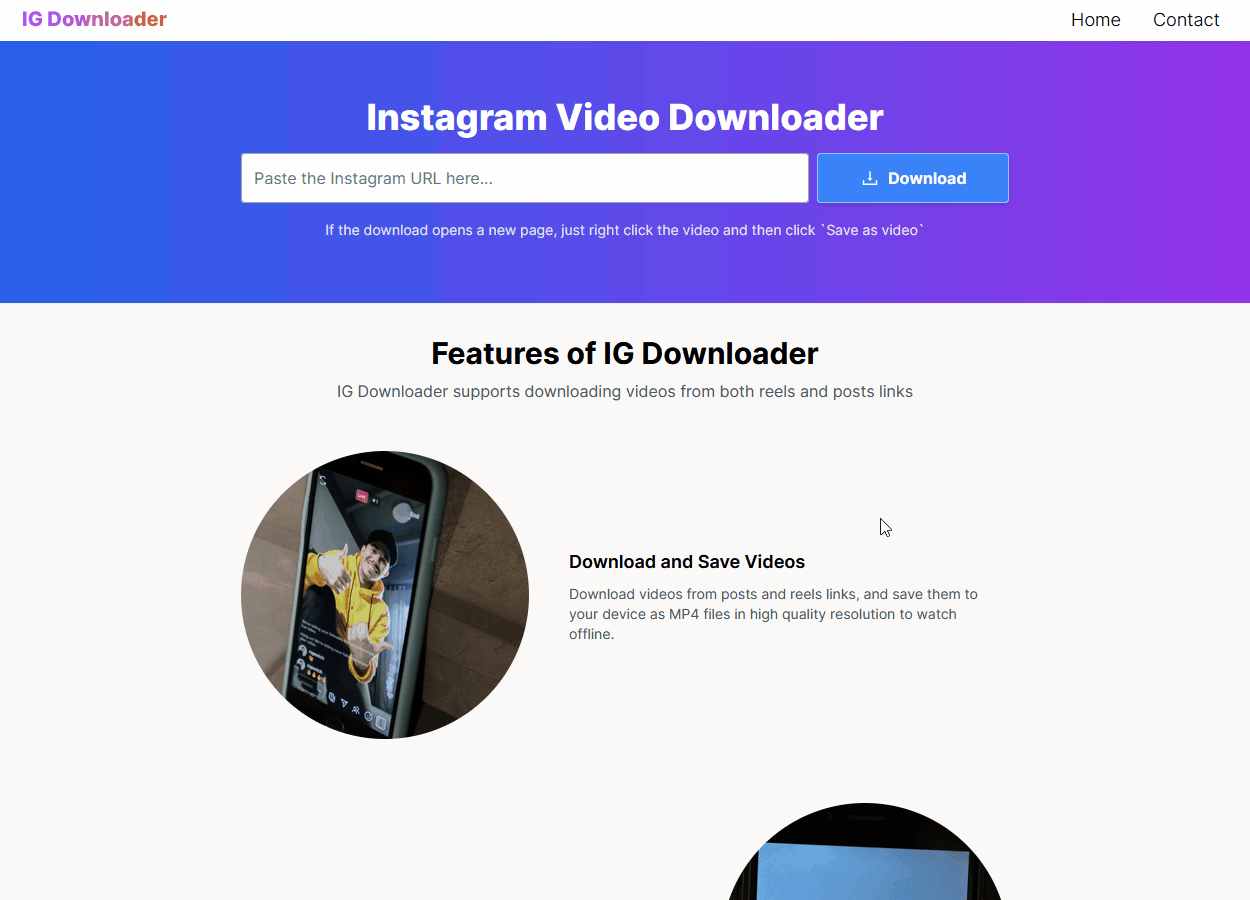 IG Downloader
Home
Contact
Instagram Video Downloader
Paste the Instagram URL here...
Download
If the download opens a new page, just right click the video and then click `Save as video`
Features of IG Downloader
IG Downloader supports downloading videos from both reels and posts links
Download and Save Videos
Download videos from posts and reels links, and save them to
your device as MP4 files in high quality resolution to watch
offline.